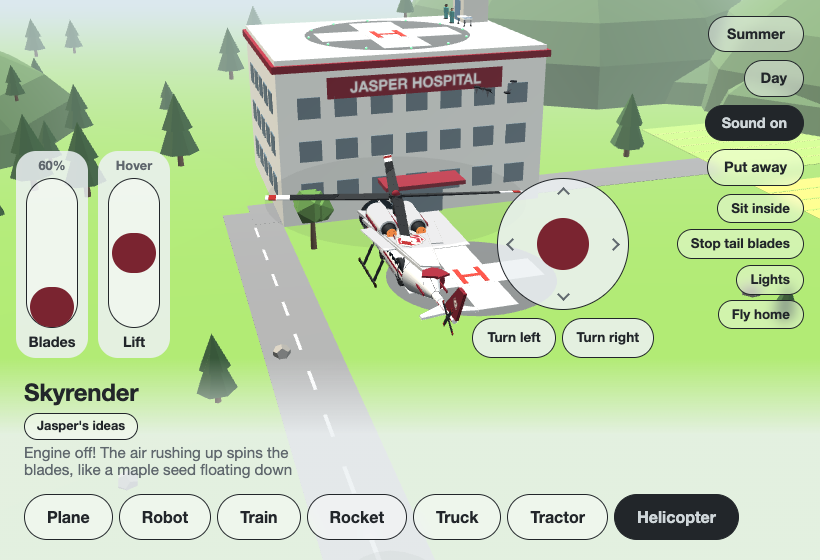 JASPER HOSPITAL
H
H
Summer
Day
Sound on
Put away
Sit inside
Stop tail blades
Lights
Fly home
60%
Hover
Blades
Lift
Turn left
Turn right
Skyrender
Jasper's ideas
Engine off! The air rushing up spins the
blades, like a maple seed floating down
Plane
Robot
Train
Rocket
Truck
Tractor
Helicopter